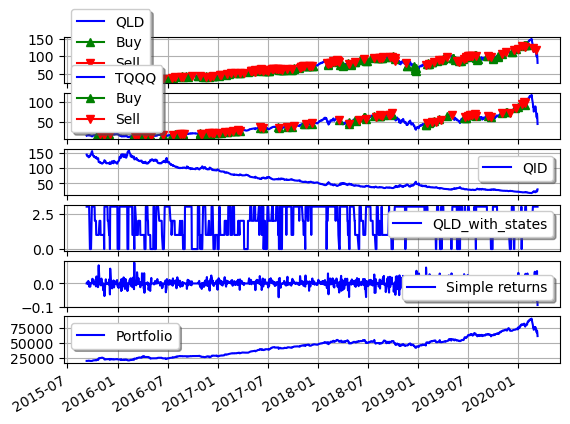 QLD
Buy
Sell
150
100
50
TQQQ
Buy
Sell
100
50
QID
150
100
50
QLD_with_states
2.5
0.0
Simple returns
0.0
−0.1
Portfolio
75000
50000
25000
2015-07
2016-01
2016-07
2017-01
2017-07
2018-01
2018-07
2019-01
2019-07
2020-01